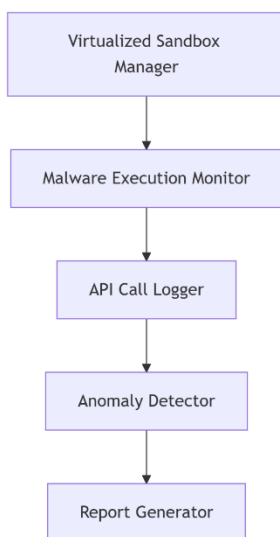 Virtualized Sandbox
Manager
Malware Execution Monitor
API Call Logger
Anomaly Detector
Report Generator